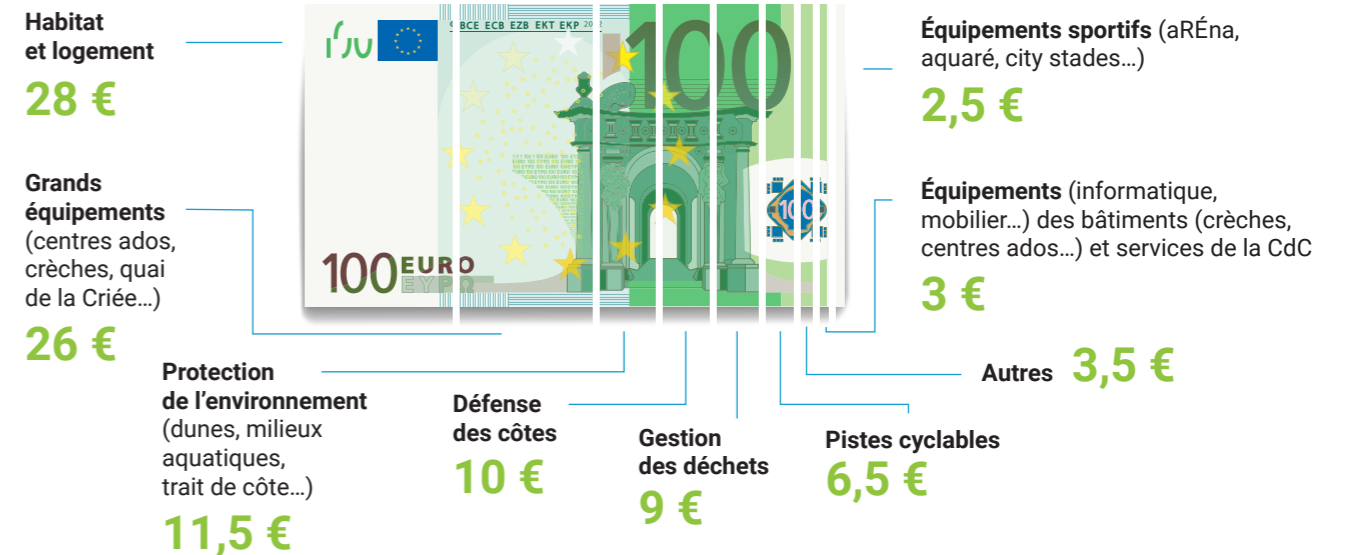 Habitat
et logement
28 €
Grands
équipements
(centres ados,
crèches, quai
de la Criée…)
26 €
Protection
de l’environnement
(dunes, milieux
aquatiques,
trait de côte…)
11,5 €
Défense
des côtes
10 €
Gestion
des déchets
9 €
Pistes cyclables
6,5 €
Autres 3,5 €
Équipements (informatique,
mobilier…) des bâtiments (crèches,
centres ados…) et services de la CdC
3 €
Équipements sportifs (aRÉna,
aquaré, city stades…)
2,5 €
BCE ECB EZB EKT EKP
100
100
100 EURO
ΕΥΡΩ